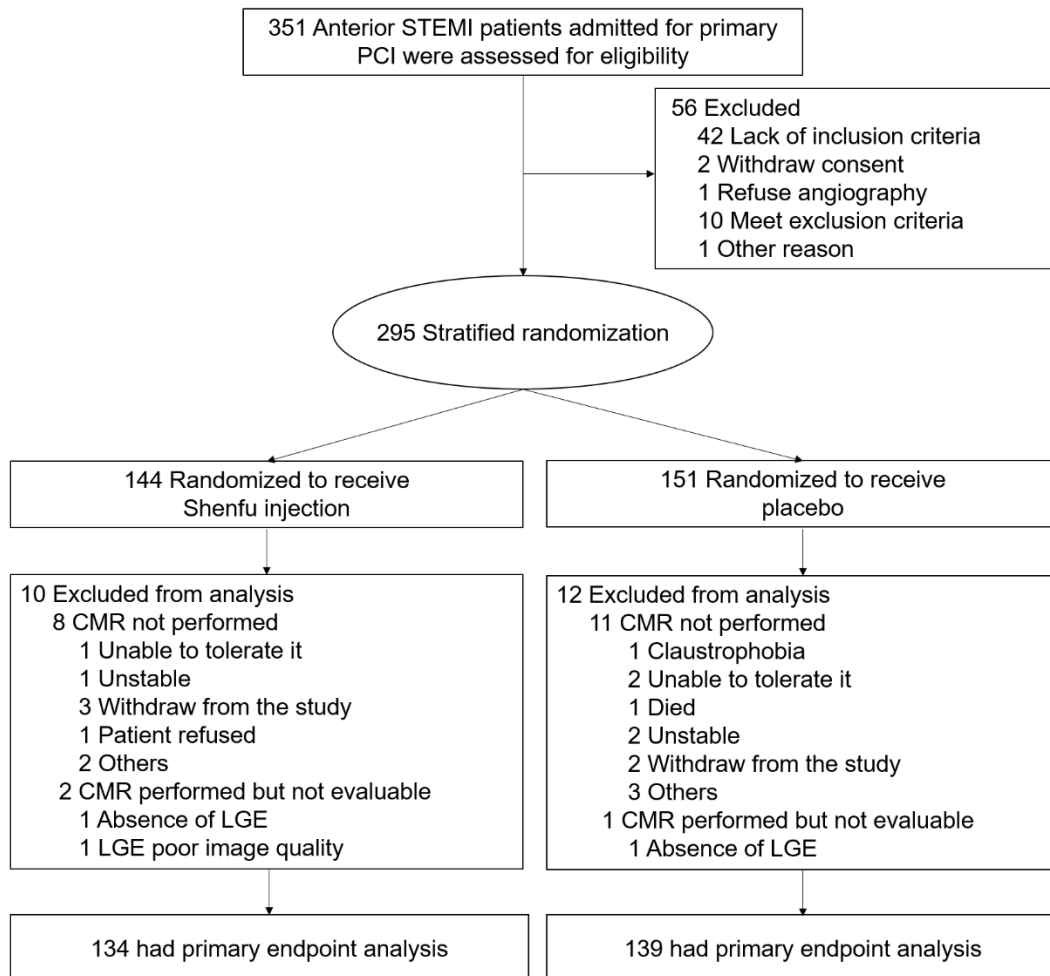 351 Anterior STEMI patients admitted for primary
PCI were assessed for eligibility
56 Excluded
42 Lack of inclusion criteria
2 Withdraw consent
1 Refuse angiography
10 Meet exclusion criteria
1 Other reason
295 Stratified randomization
144 Randomized to receive
Shenfu injection
151 Randomized to receive
placebo
10 Excluded from analysis
8 CMR not performed
1 Unable to tolerate it
1 Unstable
3 Withdraw from the study
1 Patient refused
2 Others
2 CMR performed but not evaluable
1 Absence of LGE
1 LGE poor image quality
12 Excluded from analysis
11 CMR not performed
1 Claustrophobia
2 Unable to tolerate it
1 Died
2 Unstable
2 Withdraw from the study
3 Others
1 CMR performed but not evaluable
1 Absence of LGE
134 had primary endpoint analysis
139 had primary endpoint analysis